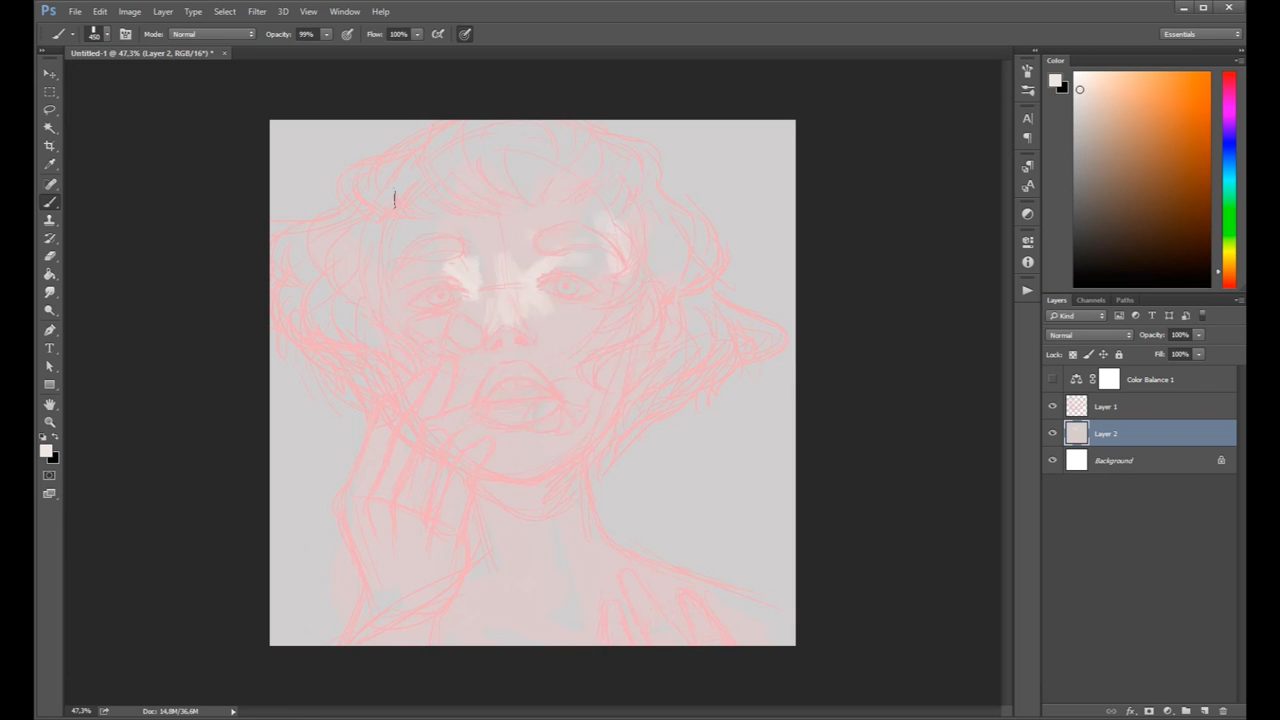 Ps File Edit Image Layer Type Select Filter 3D View Window Help
450 Mode: Normal Opacity: 99% Flow: 100% Essentials
Untitled-1 @ 47,3% (Layer 2, RGB/16*) * ×
Color
Layers Channels Paths
Kind
Normal Opacity: 100%
Lock: Fill: 100%
Color Balance 1
Layer 1
Layer 2
Background
47,3% Doc: 14,8M/36,6M